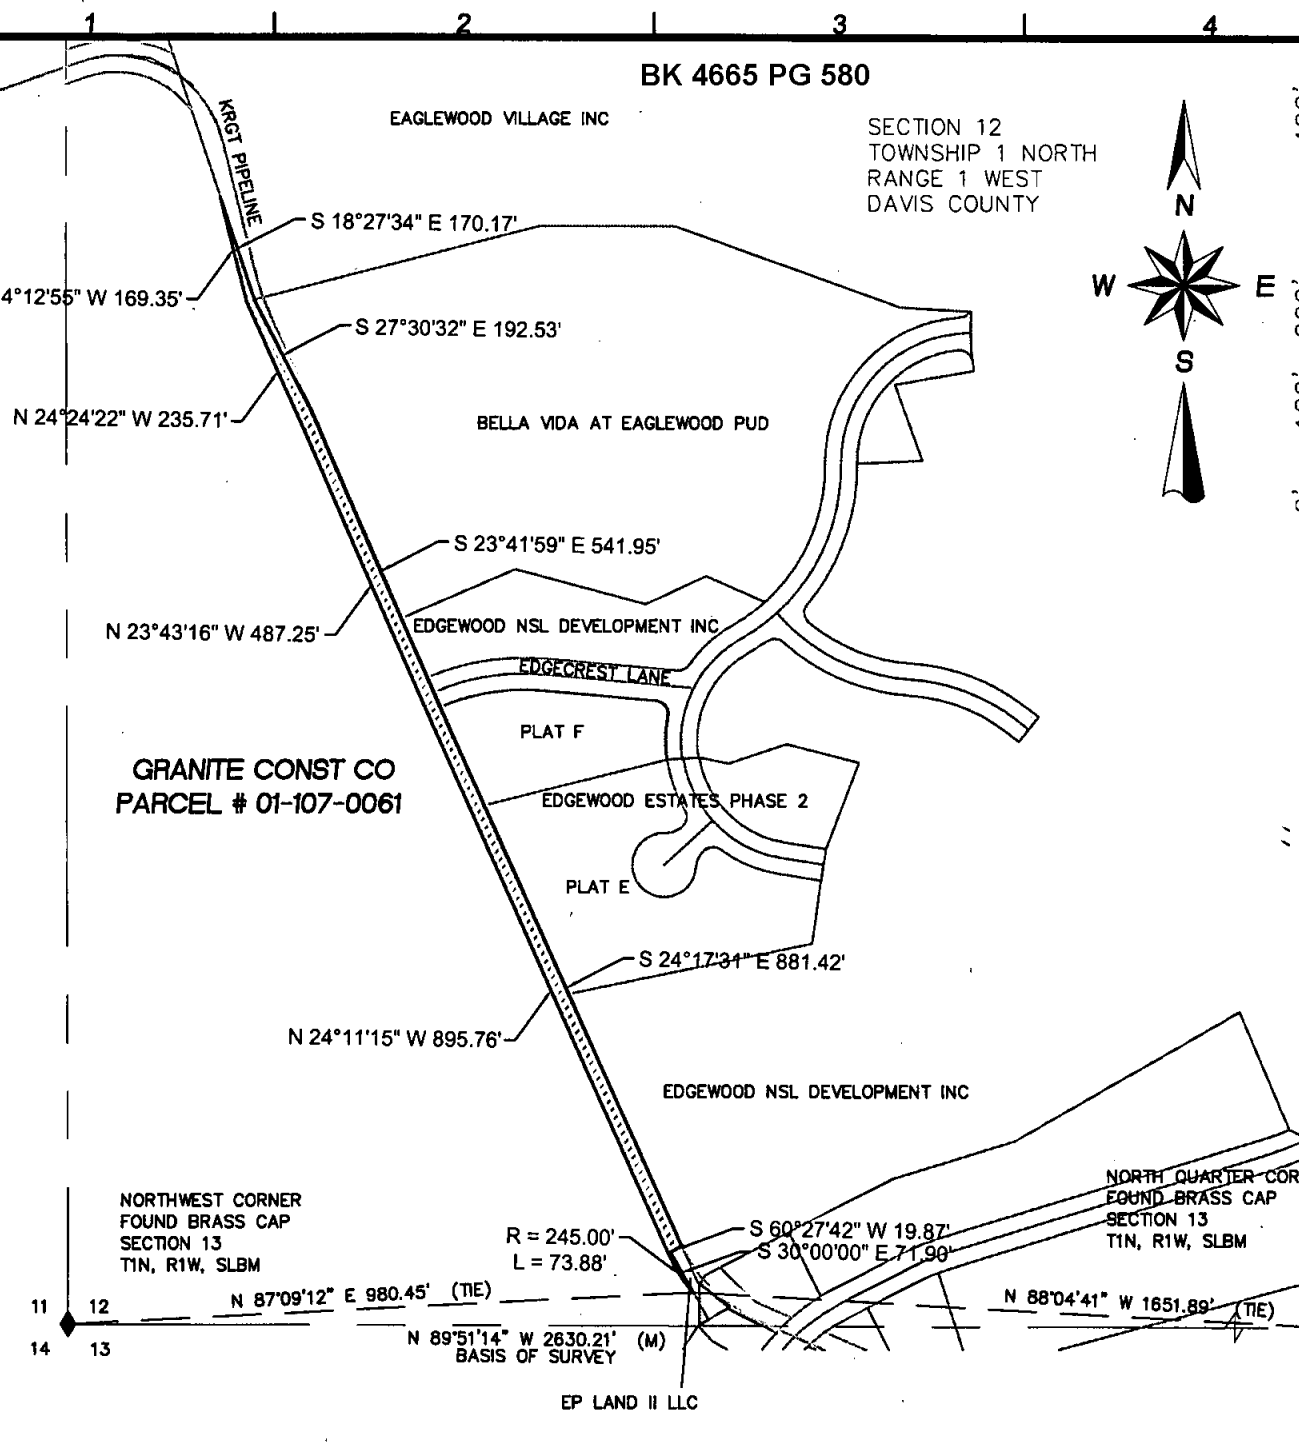 1 2 3 4
BK 4665 PG 580
EAGLEWOOD VILLAGE INC
SECTION 12
TOWNSHIP 1 NORTH
RANGE 1 WEST
DAVIS COUNTY
N
W E
S
KRGT PIPELINE
S 18°27'34" E 170.17'
4°12'55" W 169.35'
S 27°30'32" E 192.53'
N 24°24'22" W 235.71'
BELLA VIDA AT EAGLEWOOD PUD
S 23°41'59" E 541.95'
N 23°43'16" W 487.25'
EDGEWOOD NSL DEVELOPMENT INC
EDGECREST LANE
PLAT F
GRANITE CONST CO
PARCEL # 01-107-0061
EDGEWOOD ESTATES PHASE 2
PLAT E
S 24°17'31" E 881.42'
N 24°11'15" W 895.76'
EDGEWOOD NSL DEVELOPMENT INC
NORTHWEST CORNER
FOUND BRASS CAP
SECTION 13
T1N, R1W, SLBM
NORTH QUARTER COR
FOUND BRASS CAP
SECTION 13
T1N, R1W, SLBM
R = 245.00'
L = 73.88'
S 60°27'42" W 19.87'
S 30°00'00" E 71.90'
N 87°09'12" E 980.45' (TIE)
N 88°04'41" W 1651.89' (TIE)
11 12
14 13
N 89°51'14" W 2630.21' (M)
BASIS OF SURVEY
EP LAND II LLC